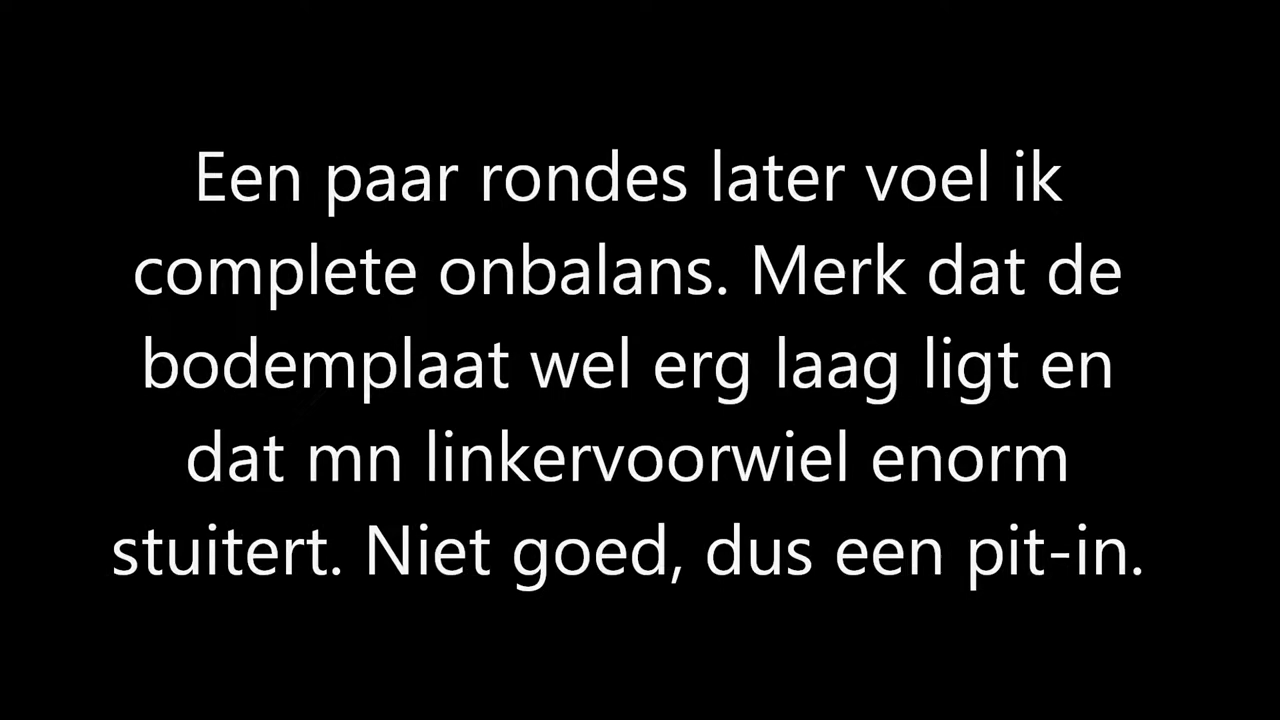 Een paar rondes later voel ik
complete onbalans. Merk dat de
bodemplaat wel erg laag ligt en
dat mn linkervoorwiel enorm
stuitert. Niet goed, dus een pit-in.